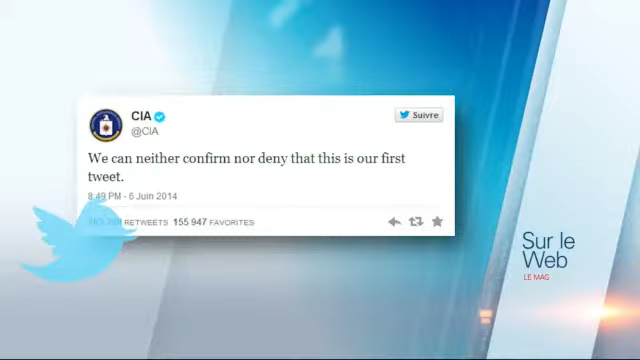 CIA
@CIA
Suivre
We can neither confirm nor deny that this is our first
tweet.
8:49 PM - 6 Juin 2014
RETWEETS 155 947 FAVORITES
Sur le
Web
LE MAG